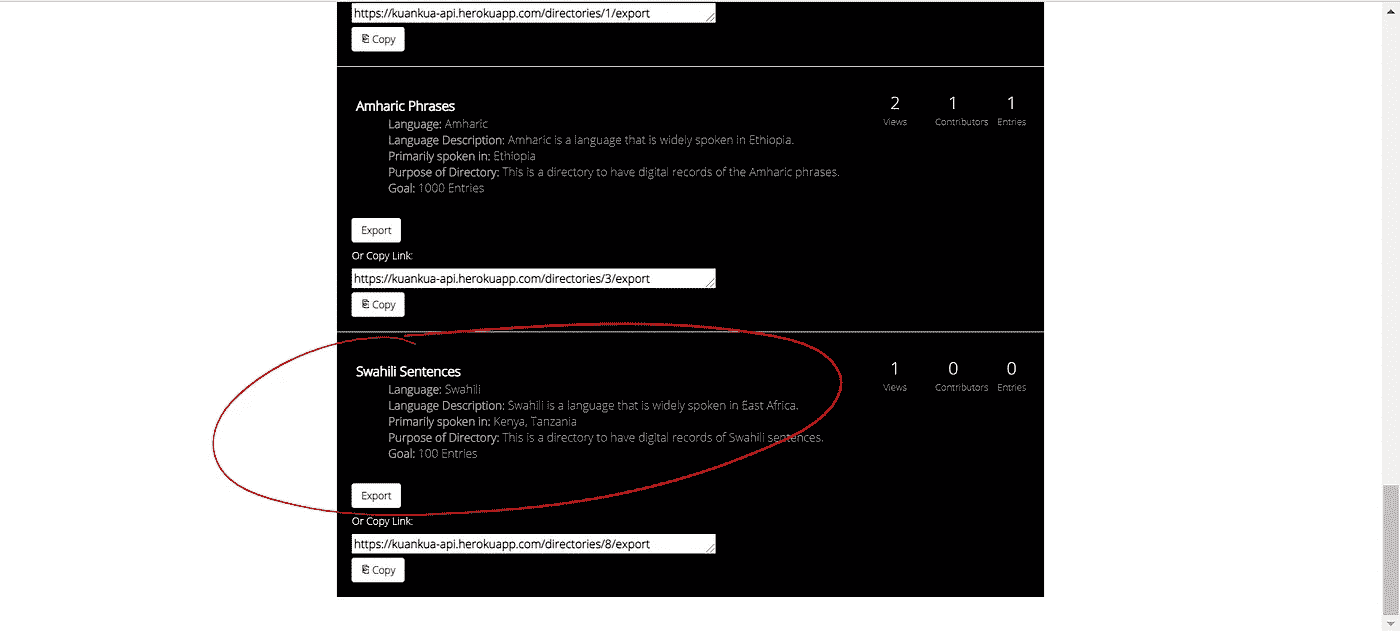 https://kuankua-api.herokuapp.com/directories/1/export
Copy
Amharic Phrases
2 1 1
Views Contributors Entries
Language: Amharic
Language Description: Amharic is a language that is widely spoken in Ethiopia.
Primarily spoken in: Ethiopia
Purpose of Directory: This is a directory to have digital records of the Amharic phrases.
Goal: 1000 Entries
Export
Or Copy Link:
https://kuankua-api.herokuapp.com/directories/3/export
Copy
Swahili Sentences
1 0 0
Views Contributors Entries
Language: Swahili
Language Description: Swahili is a language that is widely spoken in East Africa.
Primarily spoken in: Kenya, Tanzania
Purpose of Directory: This is a directory to have digital records of Swahili sentences.
Goal: 100 Entries
Export
Or Copy Link:
https://kuankua-api.herokuapp.com/directories/8/export
Copy